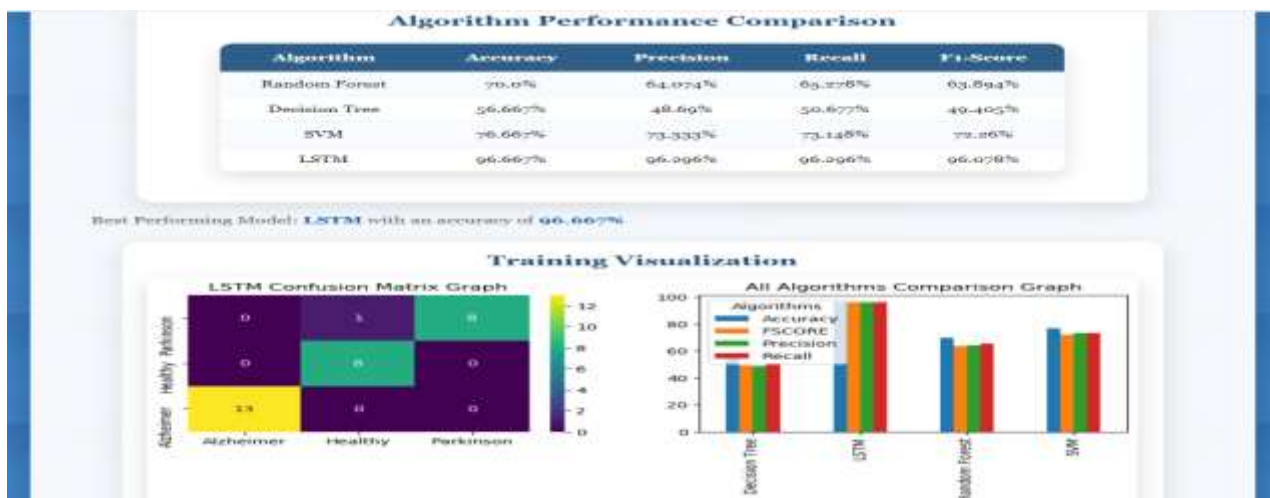 Algorithm Performance Comparison
Algorithm Accuracy Precision Recall F1-Score
Random Forest 70.0% 64.074% 65.278% 63.894%
Decision Tree 56.667% 48.69% 50.677% 49.405%
SVM 76.667% 73.333% 73.148% 72.26%
LSTM 96.667% 96.296% 96.296% 96.078%
Best Performing Model: LSTM with an accuracy of 96.667%
Training Visualization
LSTM Confusion Matrix Graph
Parkinson 0 1 8
Healthy 0 8 0
Alzheimer 13 0 0
Alzheimer Healthy Parkinson
12
10
8
6
4
2
0
All Algorithms Comparison Graph
100
80
60
40
20
0
Algorithms
Accuracy
FSCORE
Precision
Recall
Decision Tree
LSTM
Random Forest
SVM